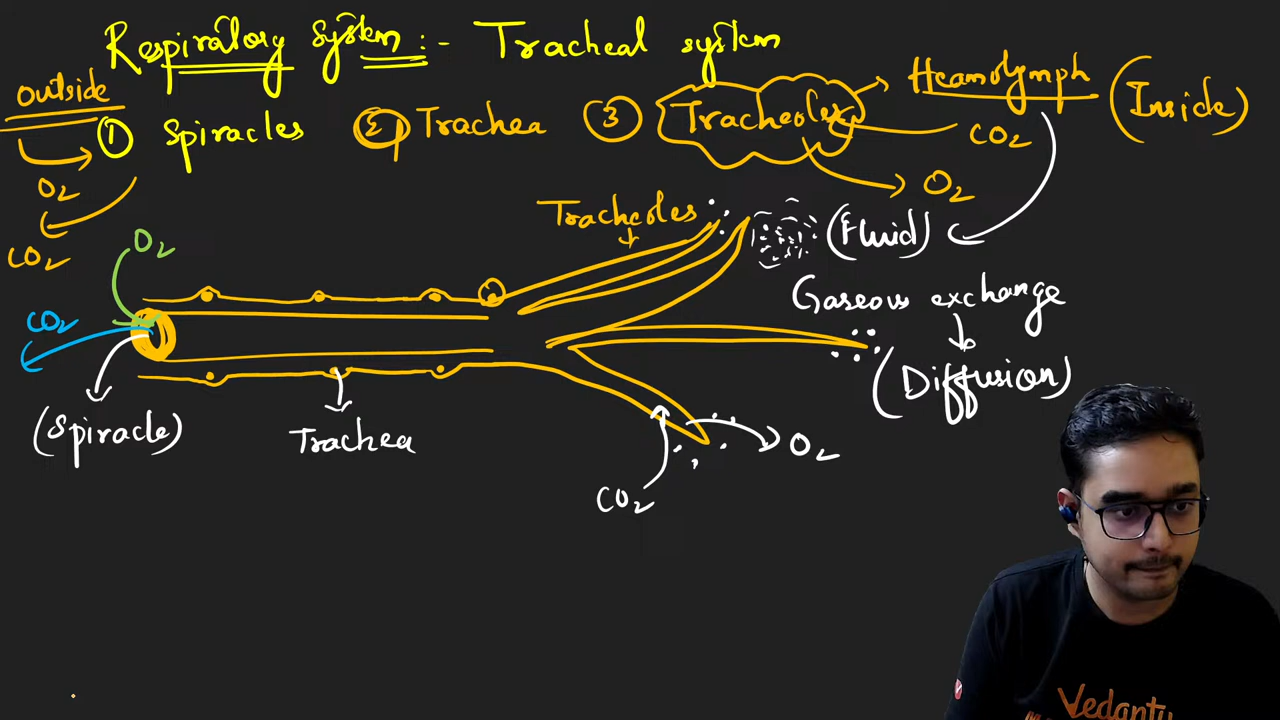 Respiratory system :- Tracheal system
outside
① Spiracles ② Trachea ③ Tracheoles Heamolymph (Inside)
CO₂
O₂
O₂
CO₂
Tracheoles
(Fluid)
O₂
Gaseous exchange
CO₂
(Diffusion)
(Spiracle)
Trachea
O₂
CO₂
Vedantu